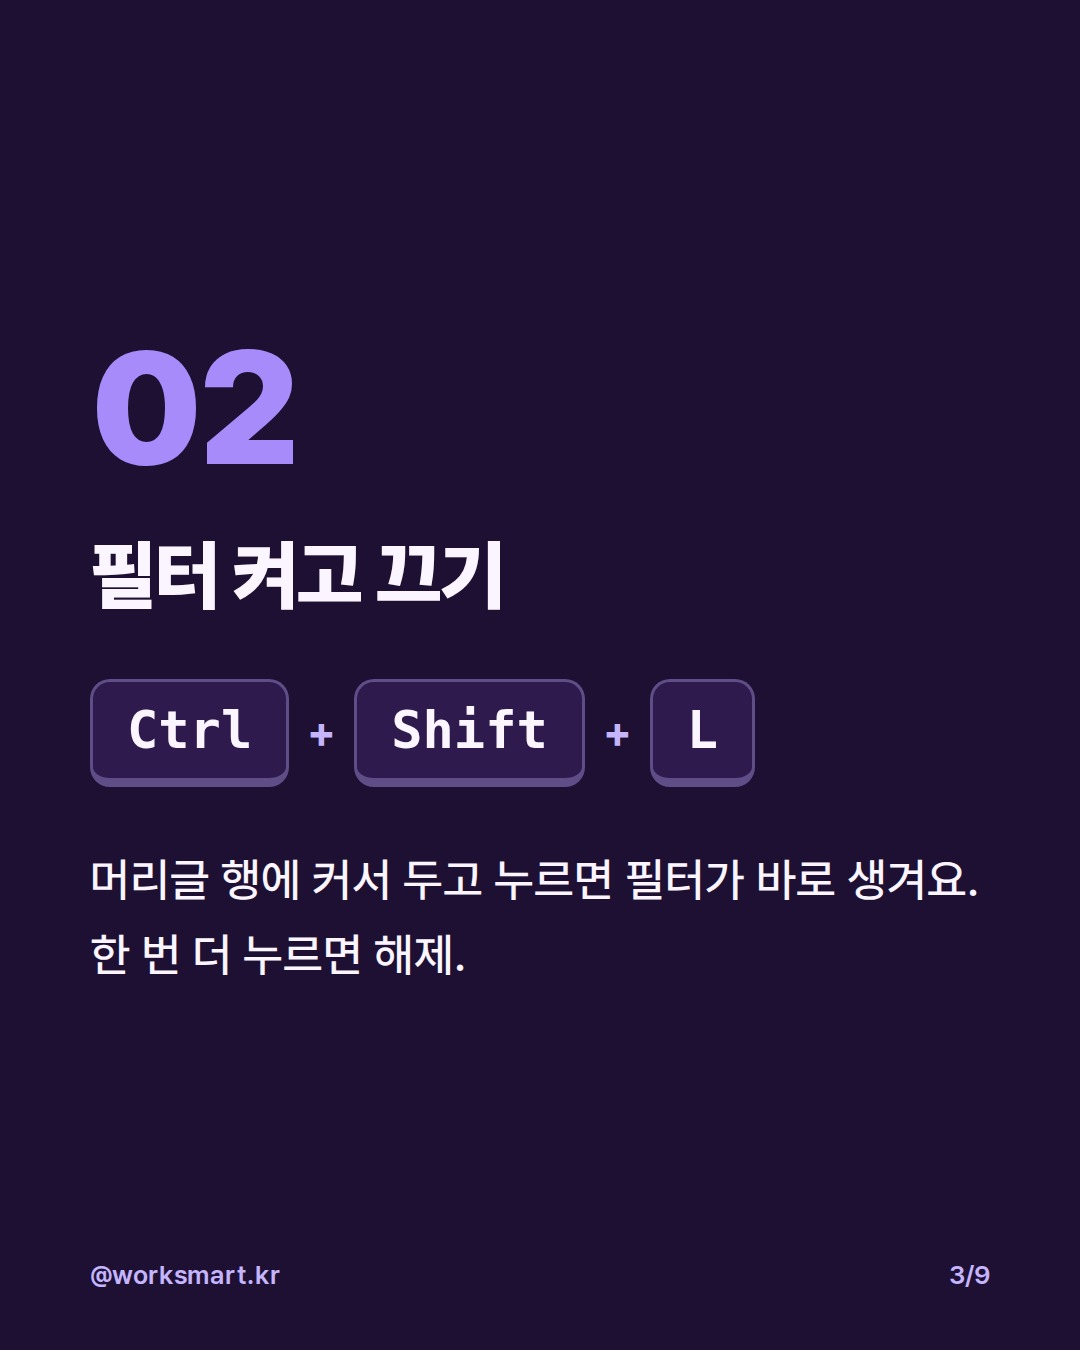 02
필터 켜고 끄기
Ctrl + Shift + L
머리글 행에 커서 두고 누르면 필터가 바로 생겨요.
한 번 더 누르면 해제.
@worksmart.kr
3/9